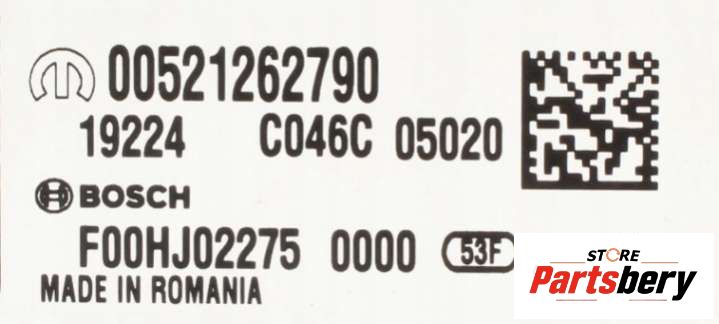 00521262790
19224 C046C 05020
BOSCH
F00HJ02275 0000 53F
MADE IN ROMANIA
STORE
Partsbery